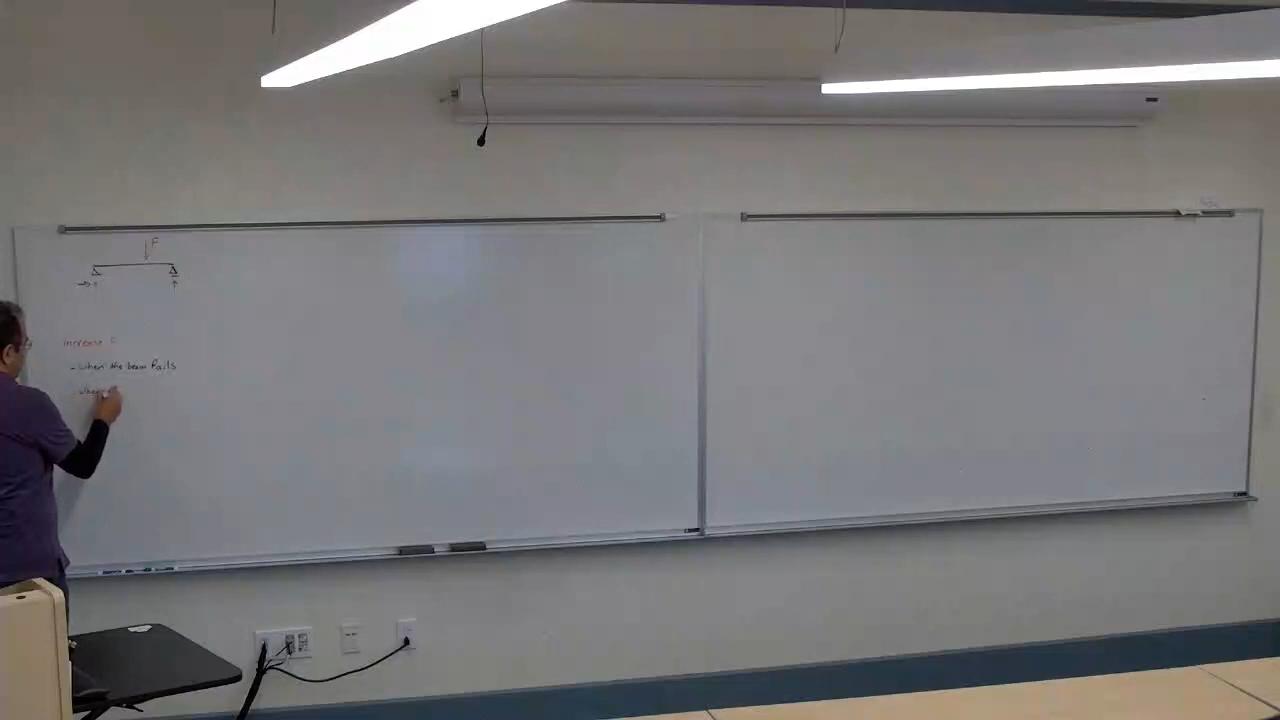 F
Increase F
- When the beam fails